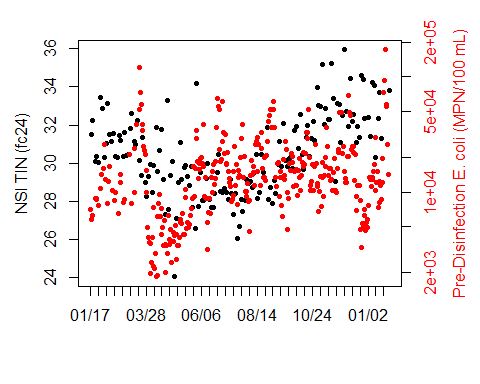 36
34
32
30
28
26
24
NSI TIN (fc24)
2e+05
5e+04
1e+04
2e+03
Pre-Disinfection E. coli (MPN/100 mL)
01/17 03/28 06/06 08/14 10/24 01/02